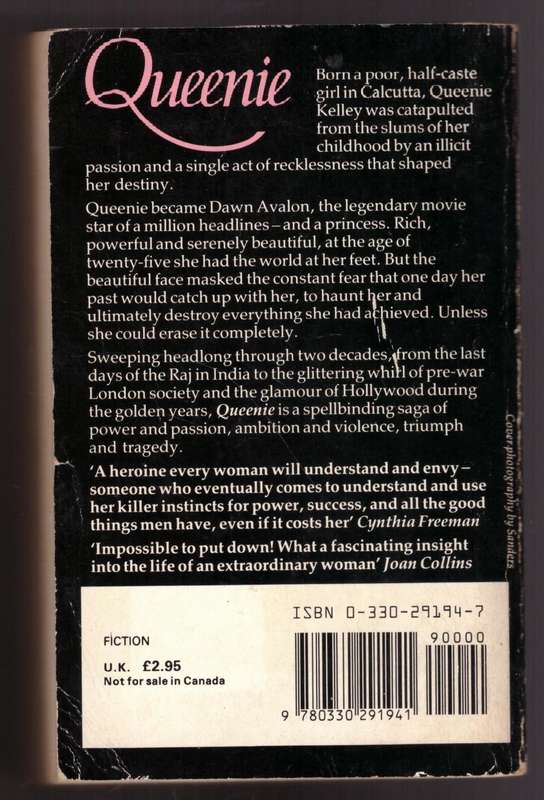 Queenie
Born a poor, half-caste
girl in Calcutta, Queenie
Kelley was catapulted
from the slums of her
childhood by an illicit
passion and a single act of recklessness that shaped
her destiny.
Queenie became Dawn Avalon, the legendary movie
star of a million headlines – and a princess. Rich,
powerful and serenely beautiful, at the age of
twenty-five she had the world at her feet. But the
beautiful face masked the constant fear that one day her
past would catch up with her, to haunt her and
ultimately destroy everything she had achieved. Unless
she could erase it completely.
Sweeping headlong through two decades, from the last
days of the Raj in India to the glittering whirl of pre-war
London society and the glamour of Hollywood during
the golden years, Queenie is a spellbinding saga of
power and passion, ambition and violence, triumph
and tragedy.
‘A heroine every woman will understand and envy –
someone who eventually comes to understand and use
her killer instincts for power, success, and all the good
things men have, even if it costs her’ Cynthia Freeman
‘Impossible to put down! What a fascinating insight
into the life of an extraordinary woman’ Joan Collins
Cover photography by Sanders
ISBN 0-330-29194-7
90000
FICTION
U.K. £2.95
Not for sale in Canada
9 780330 291941